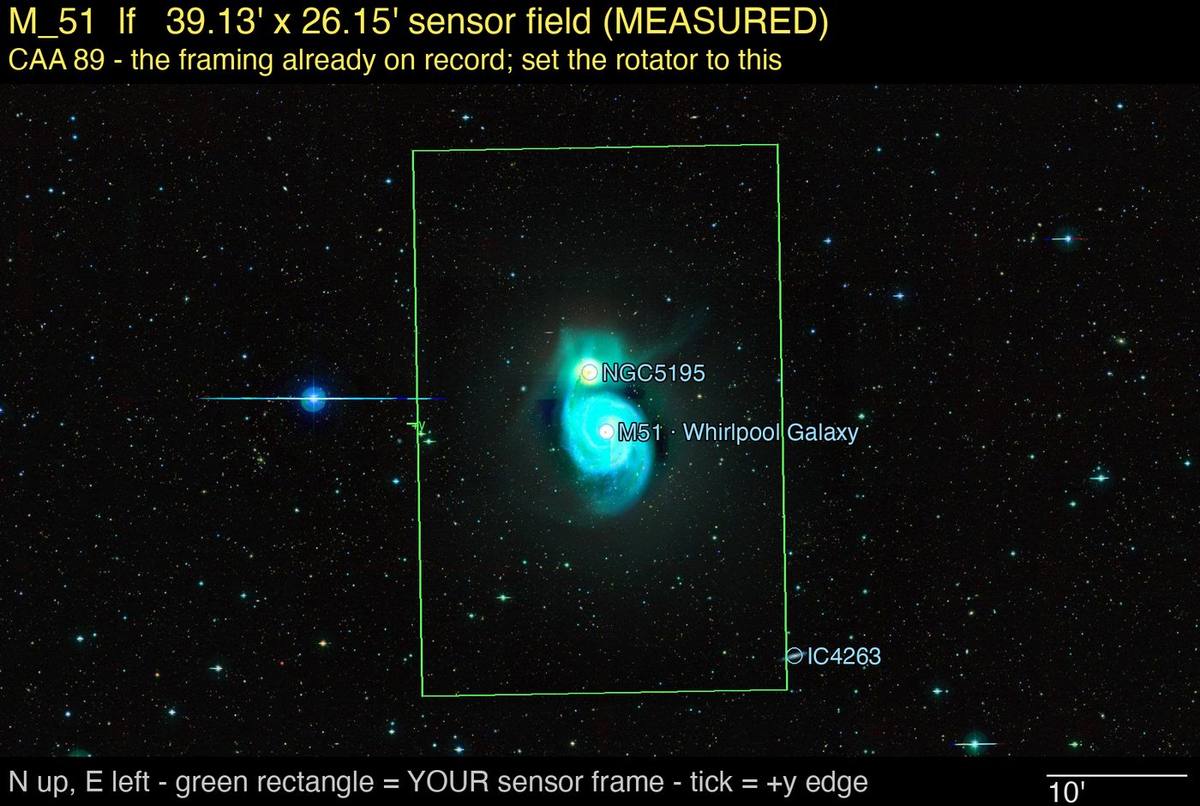 M_51 lf 39.13' x 26.15' sensor field (MEASURED)
CAA 89 - the framing already on record; set the rotator to this
NGC5195
+y
M51 · Whirlpool Galaxy
IC4263
N up, E left - green rectangle = YOUR sensor frame - tick = +y edge
10'